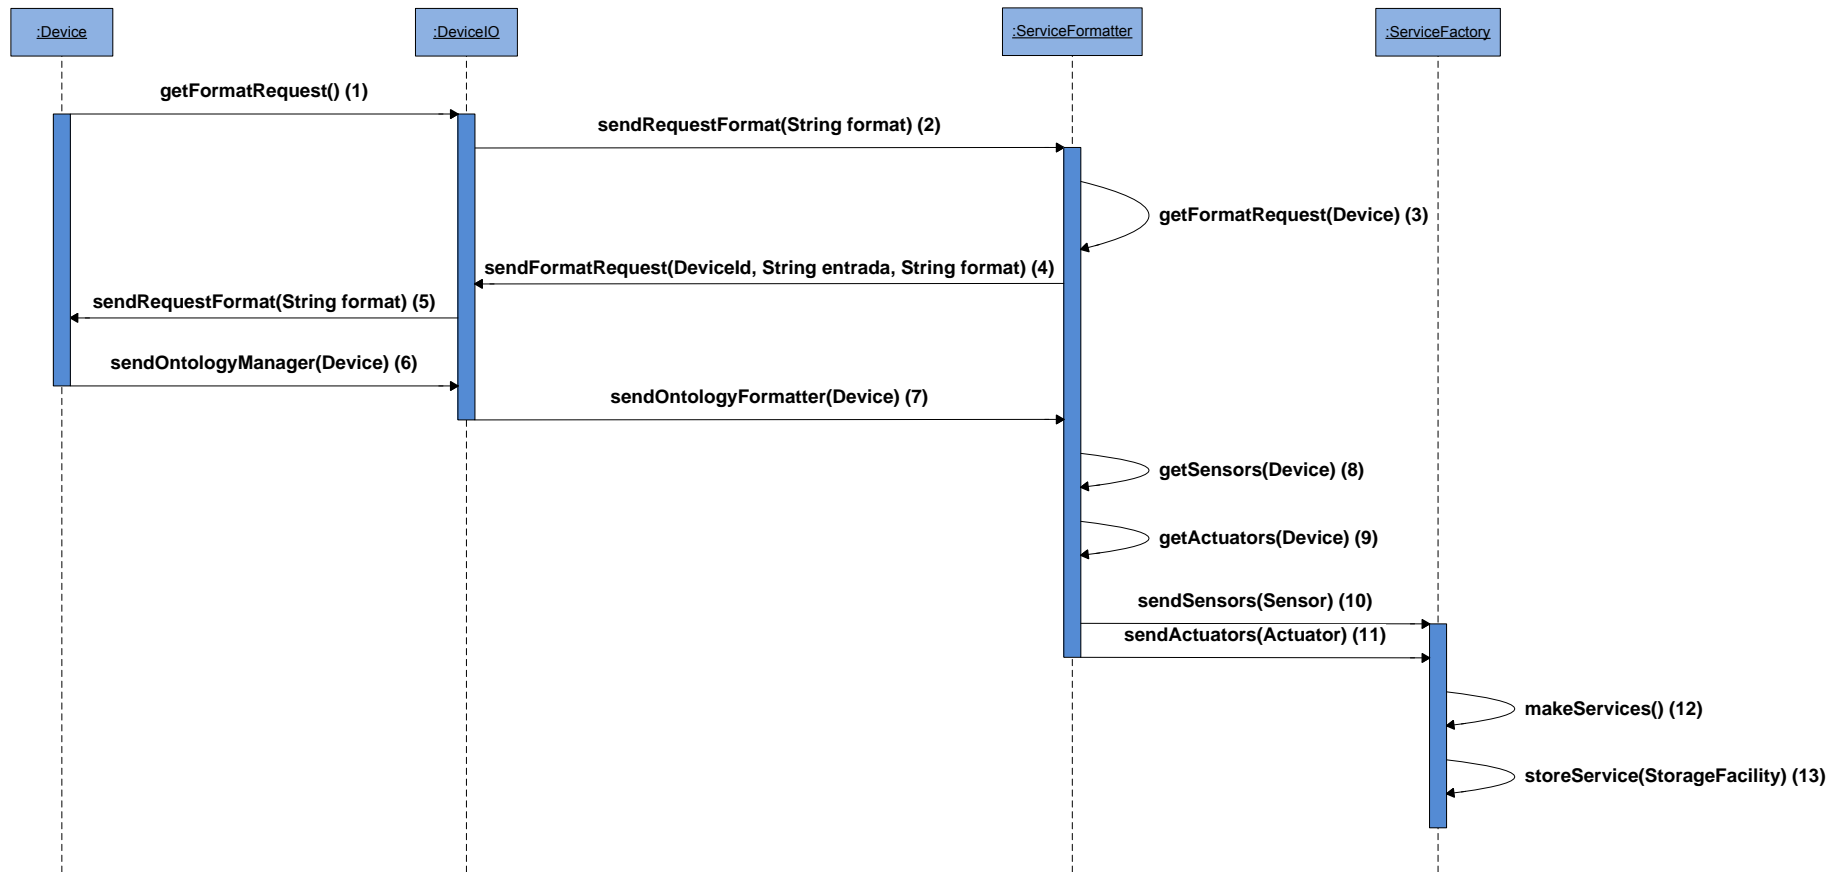 :Device
:DeviceIO
:ServiceFormatter
:ServiceFactory
getFormatRequest() (1)
sendRequestFormat(String format) (2)
getFormatRequest(Device) (3)
sendFormatRequest(DeviceId, String entrada, String format) (4)
sendRequestFormat(String format) (5)
sendOntologyManager(Device) (6)
sendOntologyFormatter(Device) (7)
getSensors(Device) (8)
getActuators(Device) (9)
sendSensors(Sensor) (10)
sendActuators(Actuator) (11)
makeServices() (12)
storeService(StorageFacility) (13)